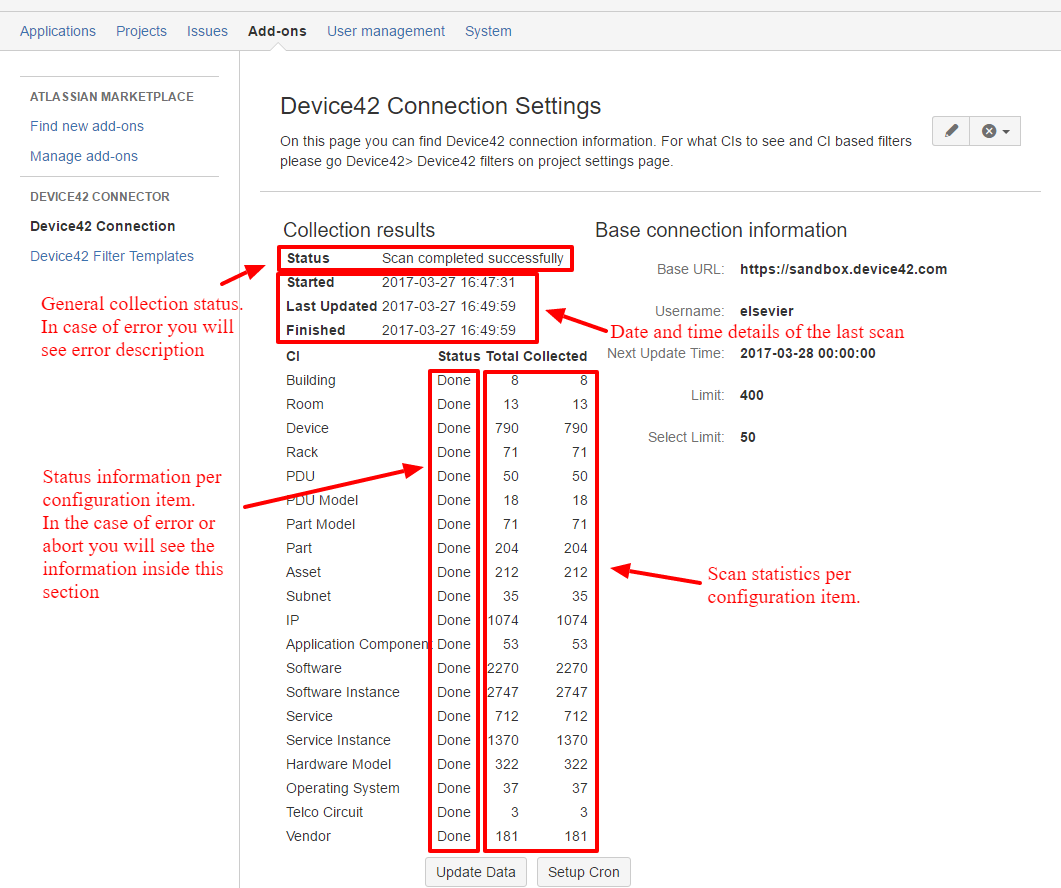 Applications Projects Issues Add-ons User management System
ATLASSIAN MARKETPLACE
Find new add-ons
Manage add-ons
DEVICE42 CONNECTOR
Device42 Connection
Device42 Filter Templates
Device42 Connection Settings
On this page you can find Device42 connection information. For what CIs to see and CI based filters
please go Device42> Device42 filters on project settings page.
Collection results
Status Scan completed successfully
Started 2017-03-27 16:47:31
Last Updated 2017-03-27 16:49:59
Finished 2017-03-27 16:49:59
CI Status Total Collected
Building Done 8 8
Room Done 13 13
Device Done 790 790
Rack Done 71 71
PDU Done 50 50
PDU Model Done 18 18
Part Model Done 71 71
Part Done 204 204
Asset Done 212 212
Subnet Done 35 35
IP Done 1074 1074
Application Component Done 53 53
Software Done 2270 2270
Software Instance Done 2747 2747
Service Done 712 712
Service Instance Done 1370 1370
Hardware Model Done 322 322
Operating System Done 37 37
Telco Circuit Done 3 3
Vendor Done 181 181
Update Data Setup Cron
Base connection information
Base URL: https://sandbox.device42.com
Username: elsevier
Next Update Time: 2017-03-28 00:00:00
Limit: 400
Select Limit: 50
General collection status.
In case of error you will
see error description
Date and time details of the last scan
Status information per
configuration item.
In the case of error or
abort you will see the
information inside this
section
Scan statistics per
configuration item.